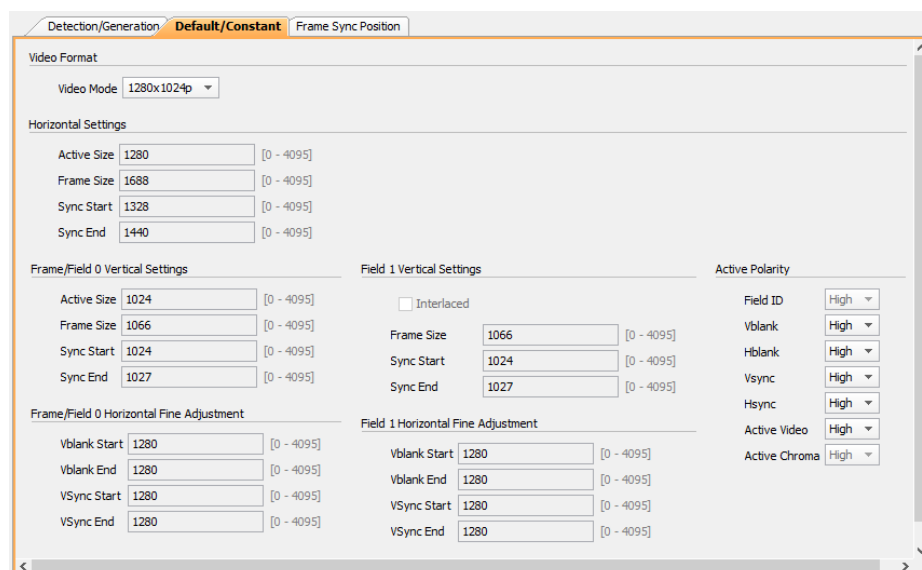 Detection/Generation Default/Constant Frame Sync Position
Video Format
Video Mode 1280x1024p
Horizontal Settings
Active Size 1280 [0 - 4095]
Frame Size 1688 [0 - 4095]
Sync Start 1328 [0 - 4095]
Sync End 1440 [0 - 4095]
Frame/Field 0 Vertical Settings
Active Size 1024 [0 - 4095]
Frame Size 1066 [0 - 4095]
Sync Start 1024 [0 - 4095]
Sync End 1027 [0 - 4095]
Frame/Field 0 Horizontal Fine Adjustment
Vblank Start 1280 [0 - 4095]
Vblank End 1280 [0 - 4095]
VSync Start 1280 [0 - 4095]
VSync End 1280 [0 - 4095]
Field 1 Vertical Settings
Interlaced
Frame Size 1066 [0 - 4095]
Sync Start 1024 [0 - 4095]
Sync End 1027 [0 - 4095]
Field 1 Horizontal Fine Adjustment
Vblank Start 1280 [0 - 4095]
Vblank End 1280 [0 - 4095]
VSync Start 1280 [0 - 4095]
VSync End 1280 [0 - 4095]
Active Polarity
Field ID High
Vblank High
Hblank High
Vsync High
Hsync High
Active Video High
Active Chroma High